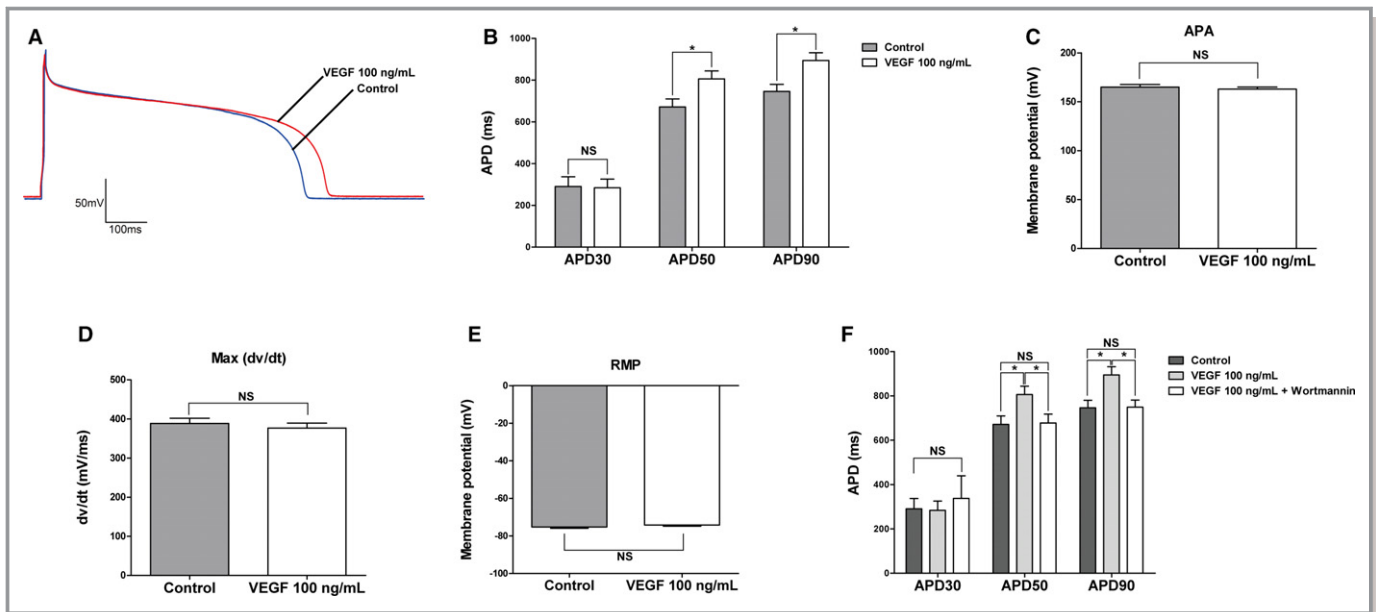 A
VEGF 100 ng/mL
Control
50mV
100ms
B
1000
800
600
400
200
0
APD (ms)
NS
*
*
APD30
APD50
APD90
Control
VEGF 100 ng/mL
C
APA
200
150
100
50
0
Membrane potential (mV)
NS
Control
VEGF 100 ng/mL
D
Max (dv/dt)
500
400
300
400
100
0
dv/dt (mV/ms)
NS
Control
VEGF 100 ng/mL
E
RMP
0
-20
-40
-60
-80
-100
Membrane potential (mV)
NS
Control
VEGF 100 ng/mL
F
1000
800
600
400
200
0
APD (ms)
NS
NS
* *
NS
* *
APD30
APD50
APD90
Control
VEGF 100 ng/mL
VEGF 100 ng/mL + Wortmannin